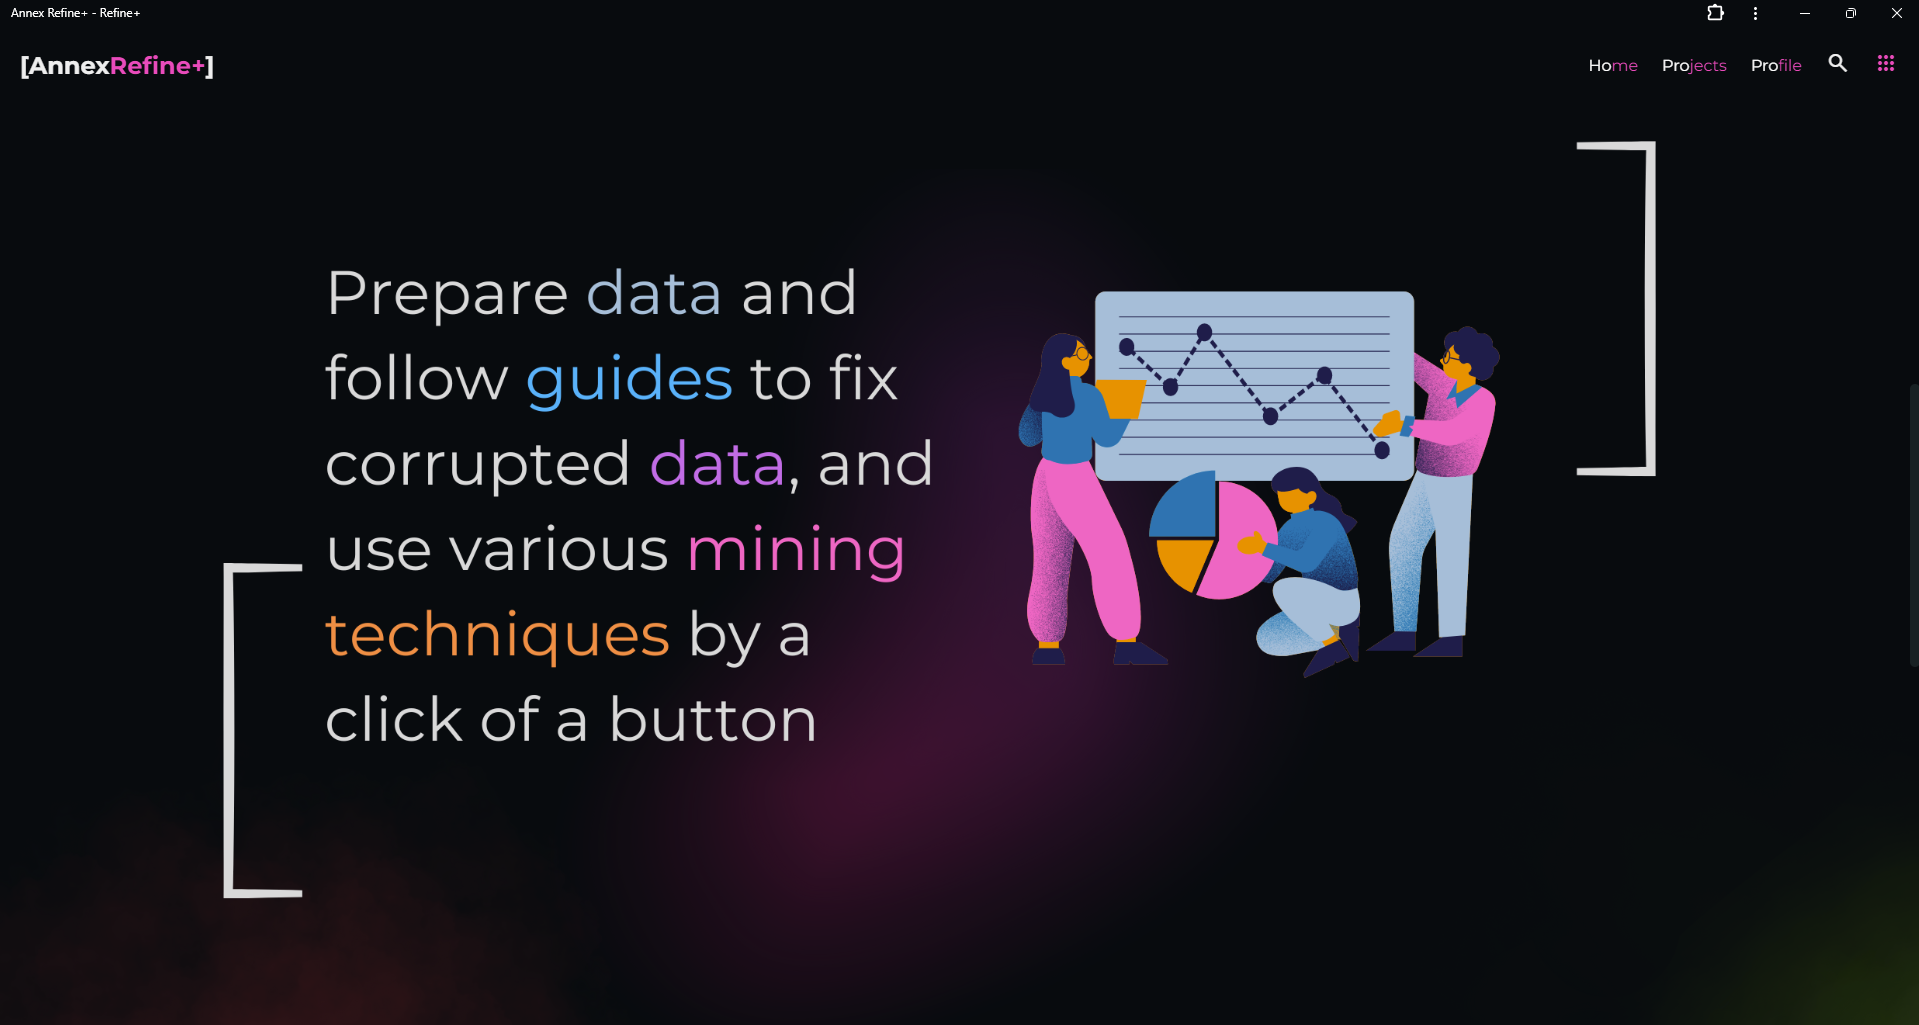 Annex Refine+ - Refine+
[AnnexRefine+]
Home Projects Profile
Prepare data and
follow guides to fix
corrupted data, and
use various mining
techniques by a
click of a button